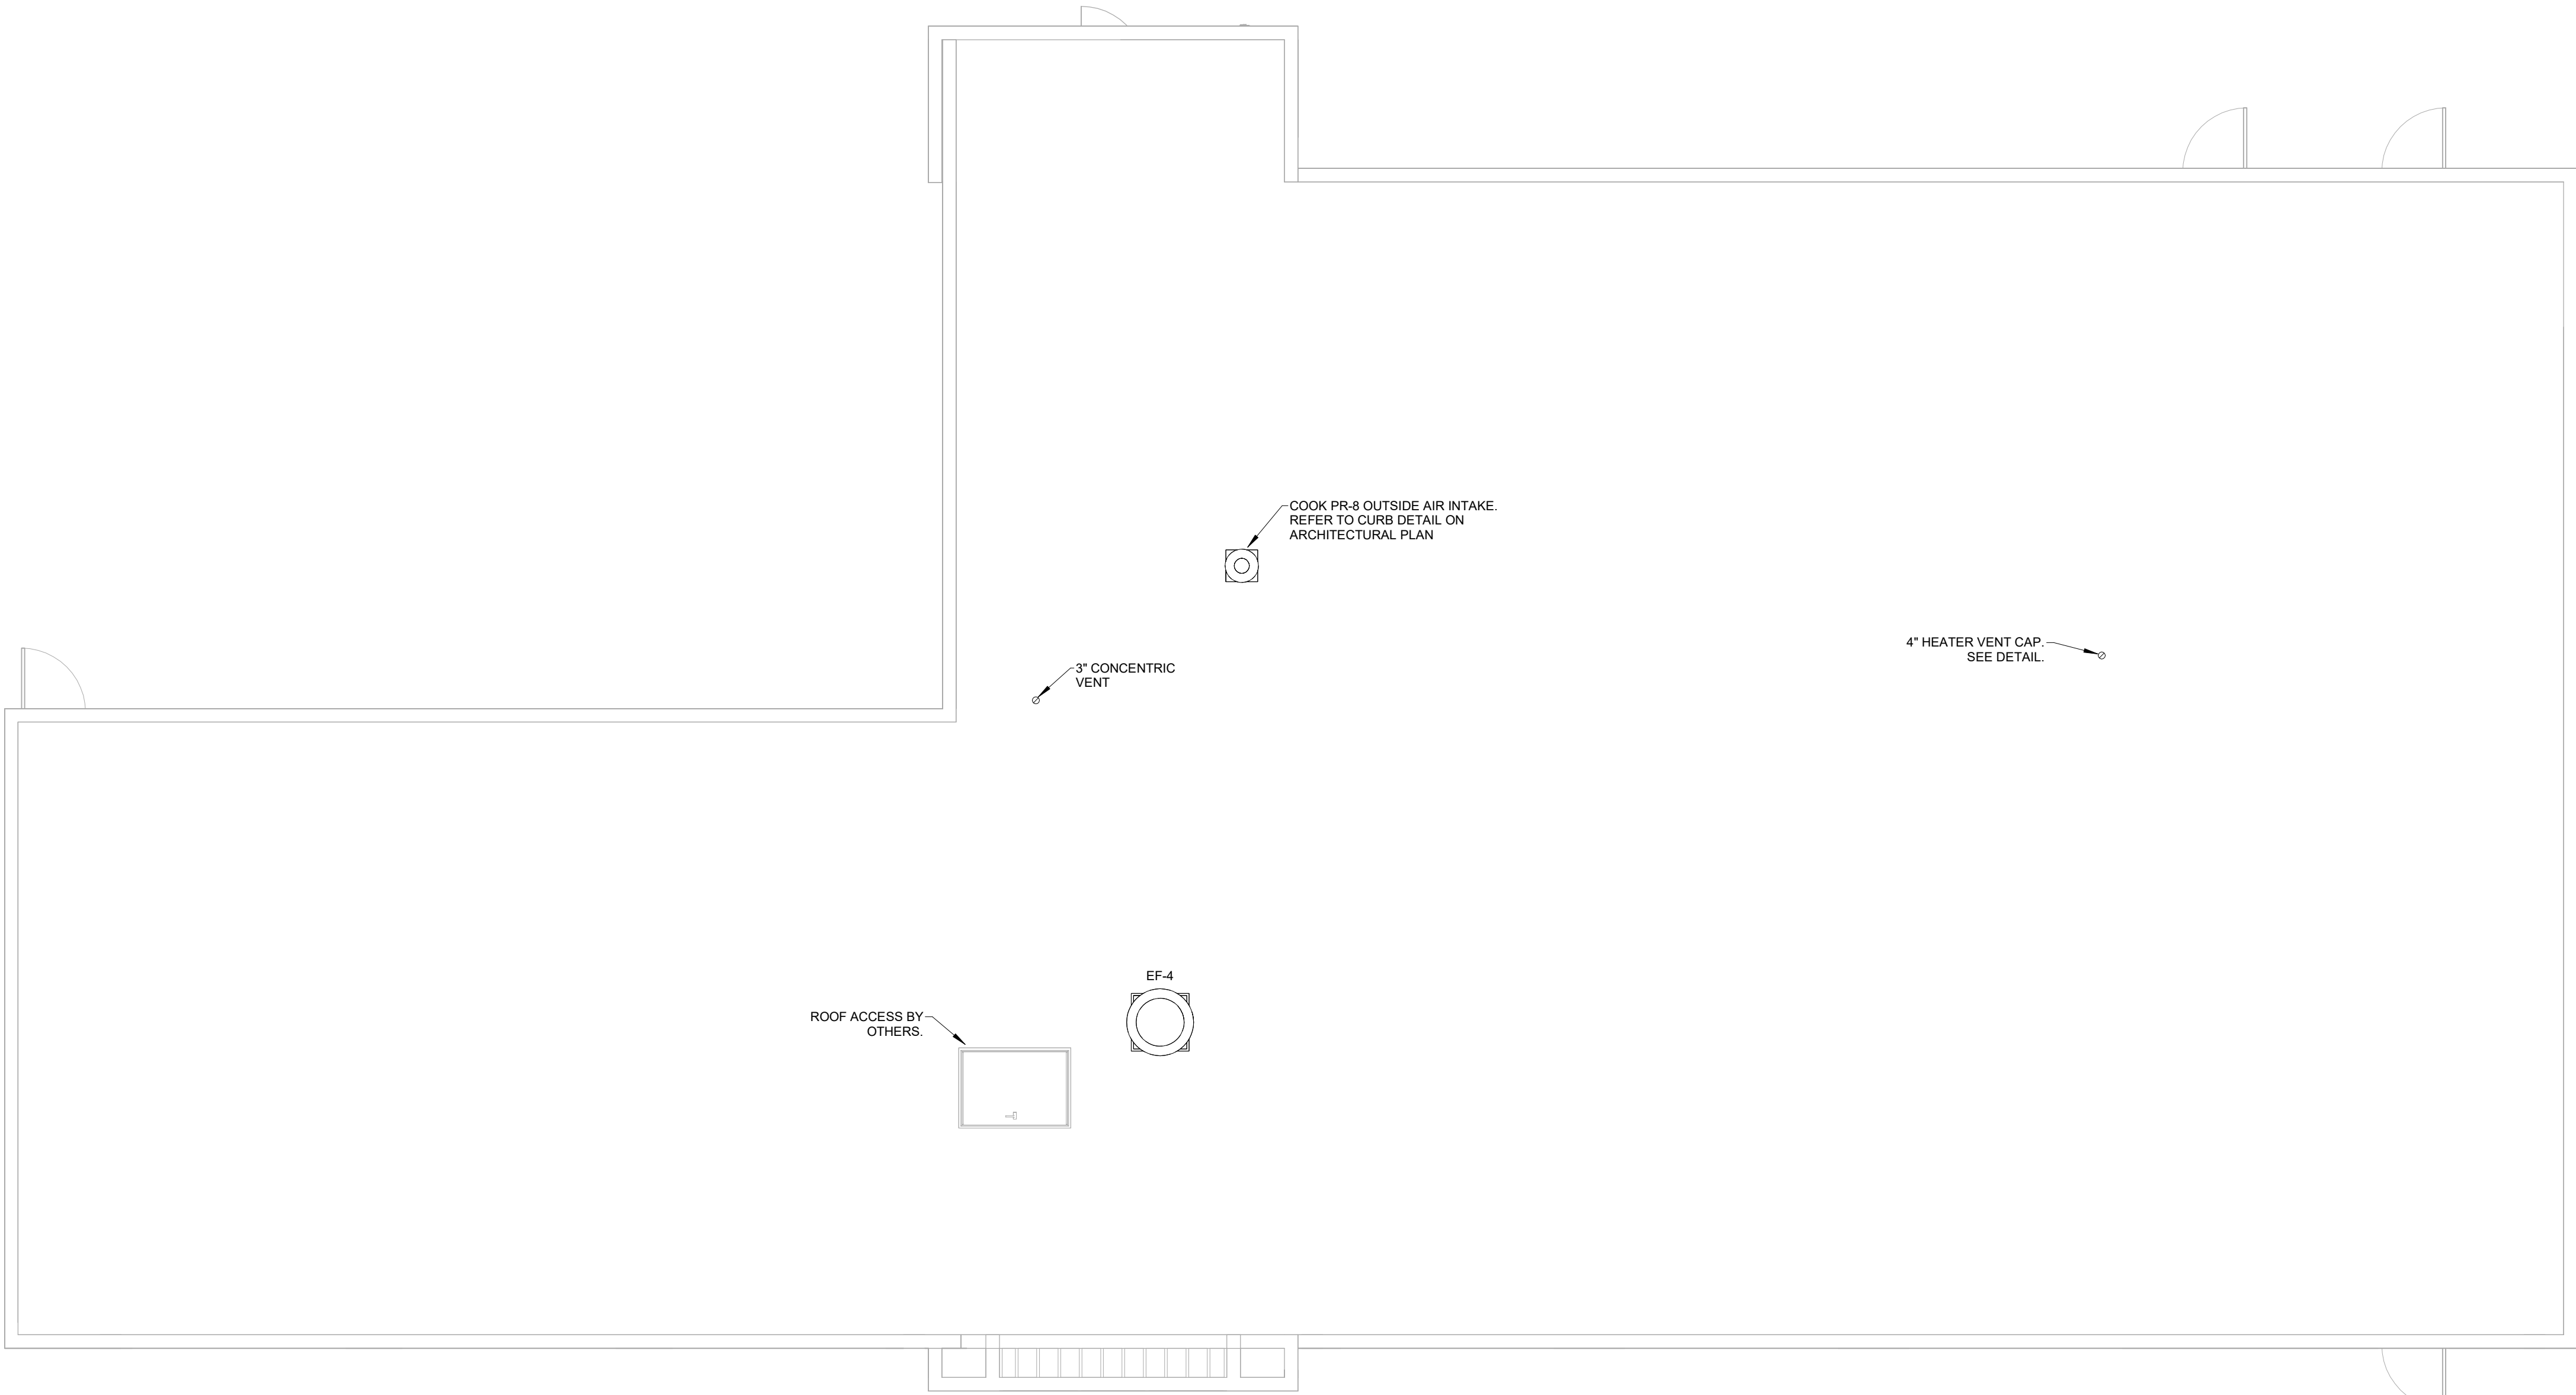 COOK PR-8 OUTSIDE AIR INTAKE.
REFER TO CURB DETAIL ON
ARCHITECTURAL PLAN
4" HEATER VENT CAP.
SEE DETAIL.
3" CONCENTRIC
VENT
EF-4
ROOF ACCESS BY
OTHERS.